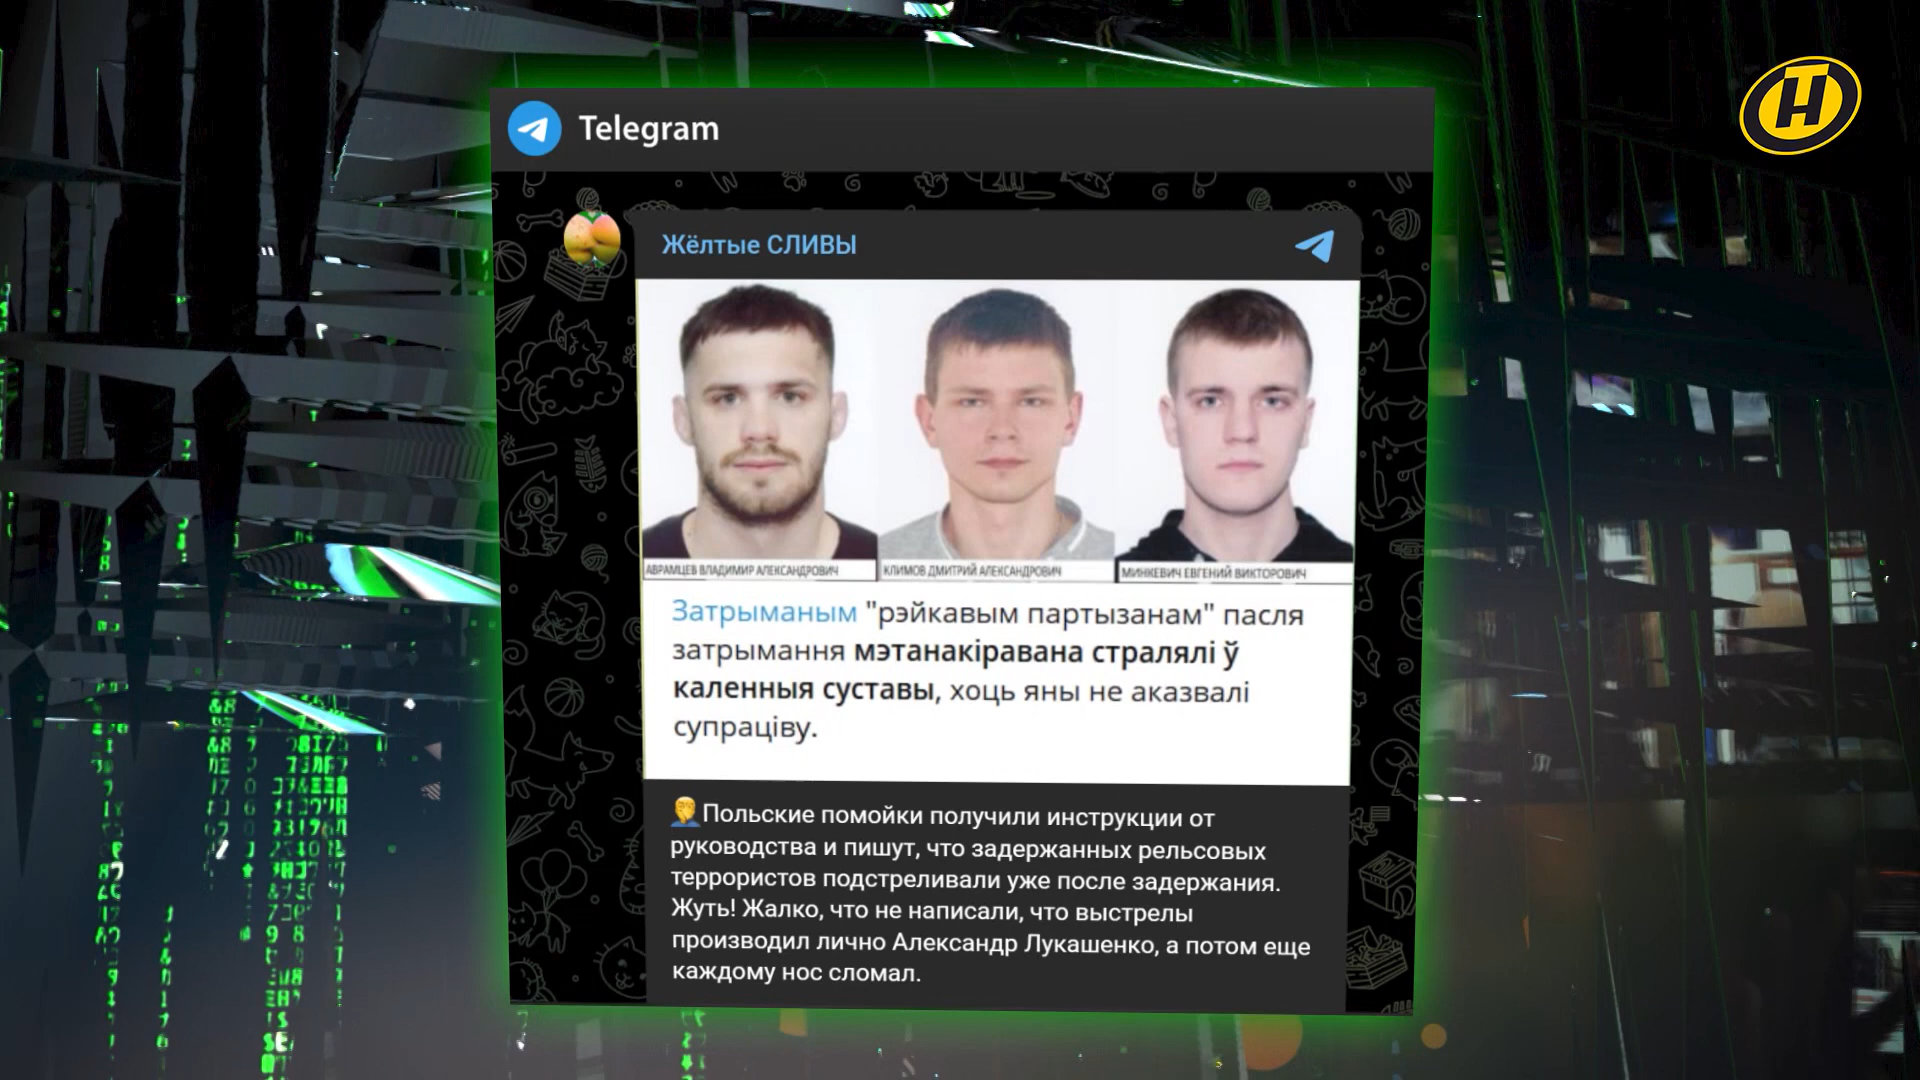 Н
Telegram
Жёлтые СЛИВЫ
АВРАМЦЕВ ВЛАДИМИР АЛЕКСАНДРОВИЧ
КЛИМОВ ДМИТРИЙ АЛЕКСАНДРОВИЧ
МИНКЕВИЧ ЕВГЕНИЙ ВИКТОРОВИЧ
Затрыманым "рэйкавым партызанам" пасля
затрымання мэтанакіравана стралялі ў
каленныя суставы, хоць яны не аказвалі
супраціву.
🤦Польские помойки получили инструкции от
руководства и пишут, что задержанных рельсовых
террористов подстреливали уже после задержания.
Жуть! Жалко, что не написали, что выстрелы
производил лично Александр Лукашенко, а потом еще
каждому нос сломал.